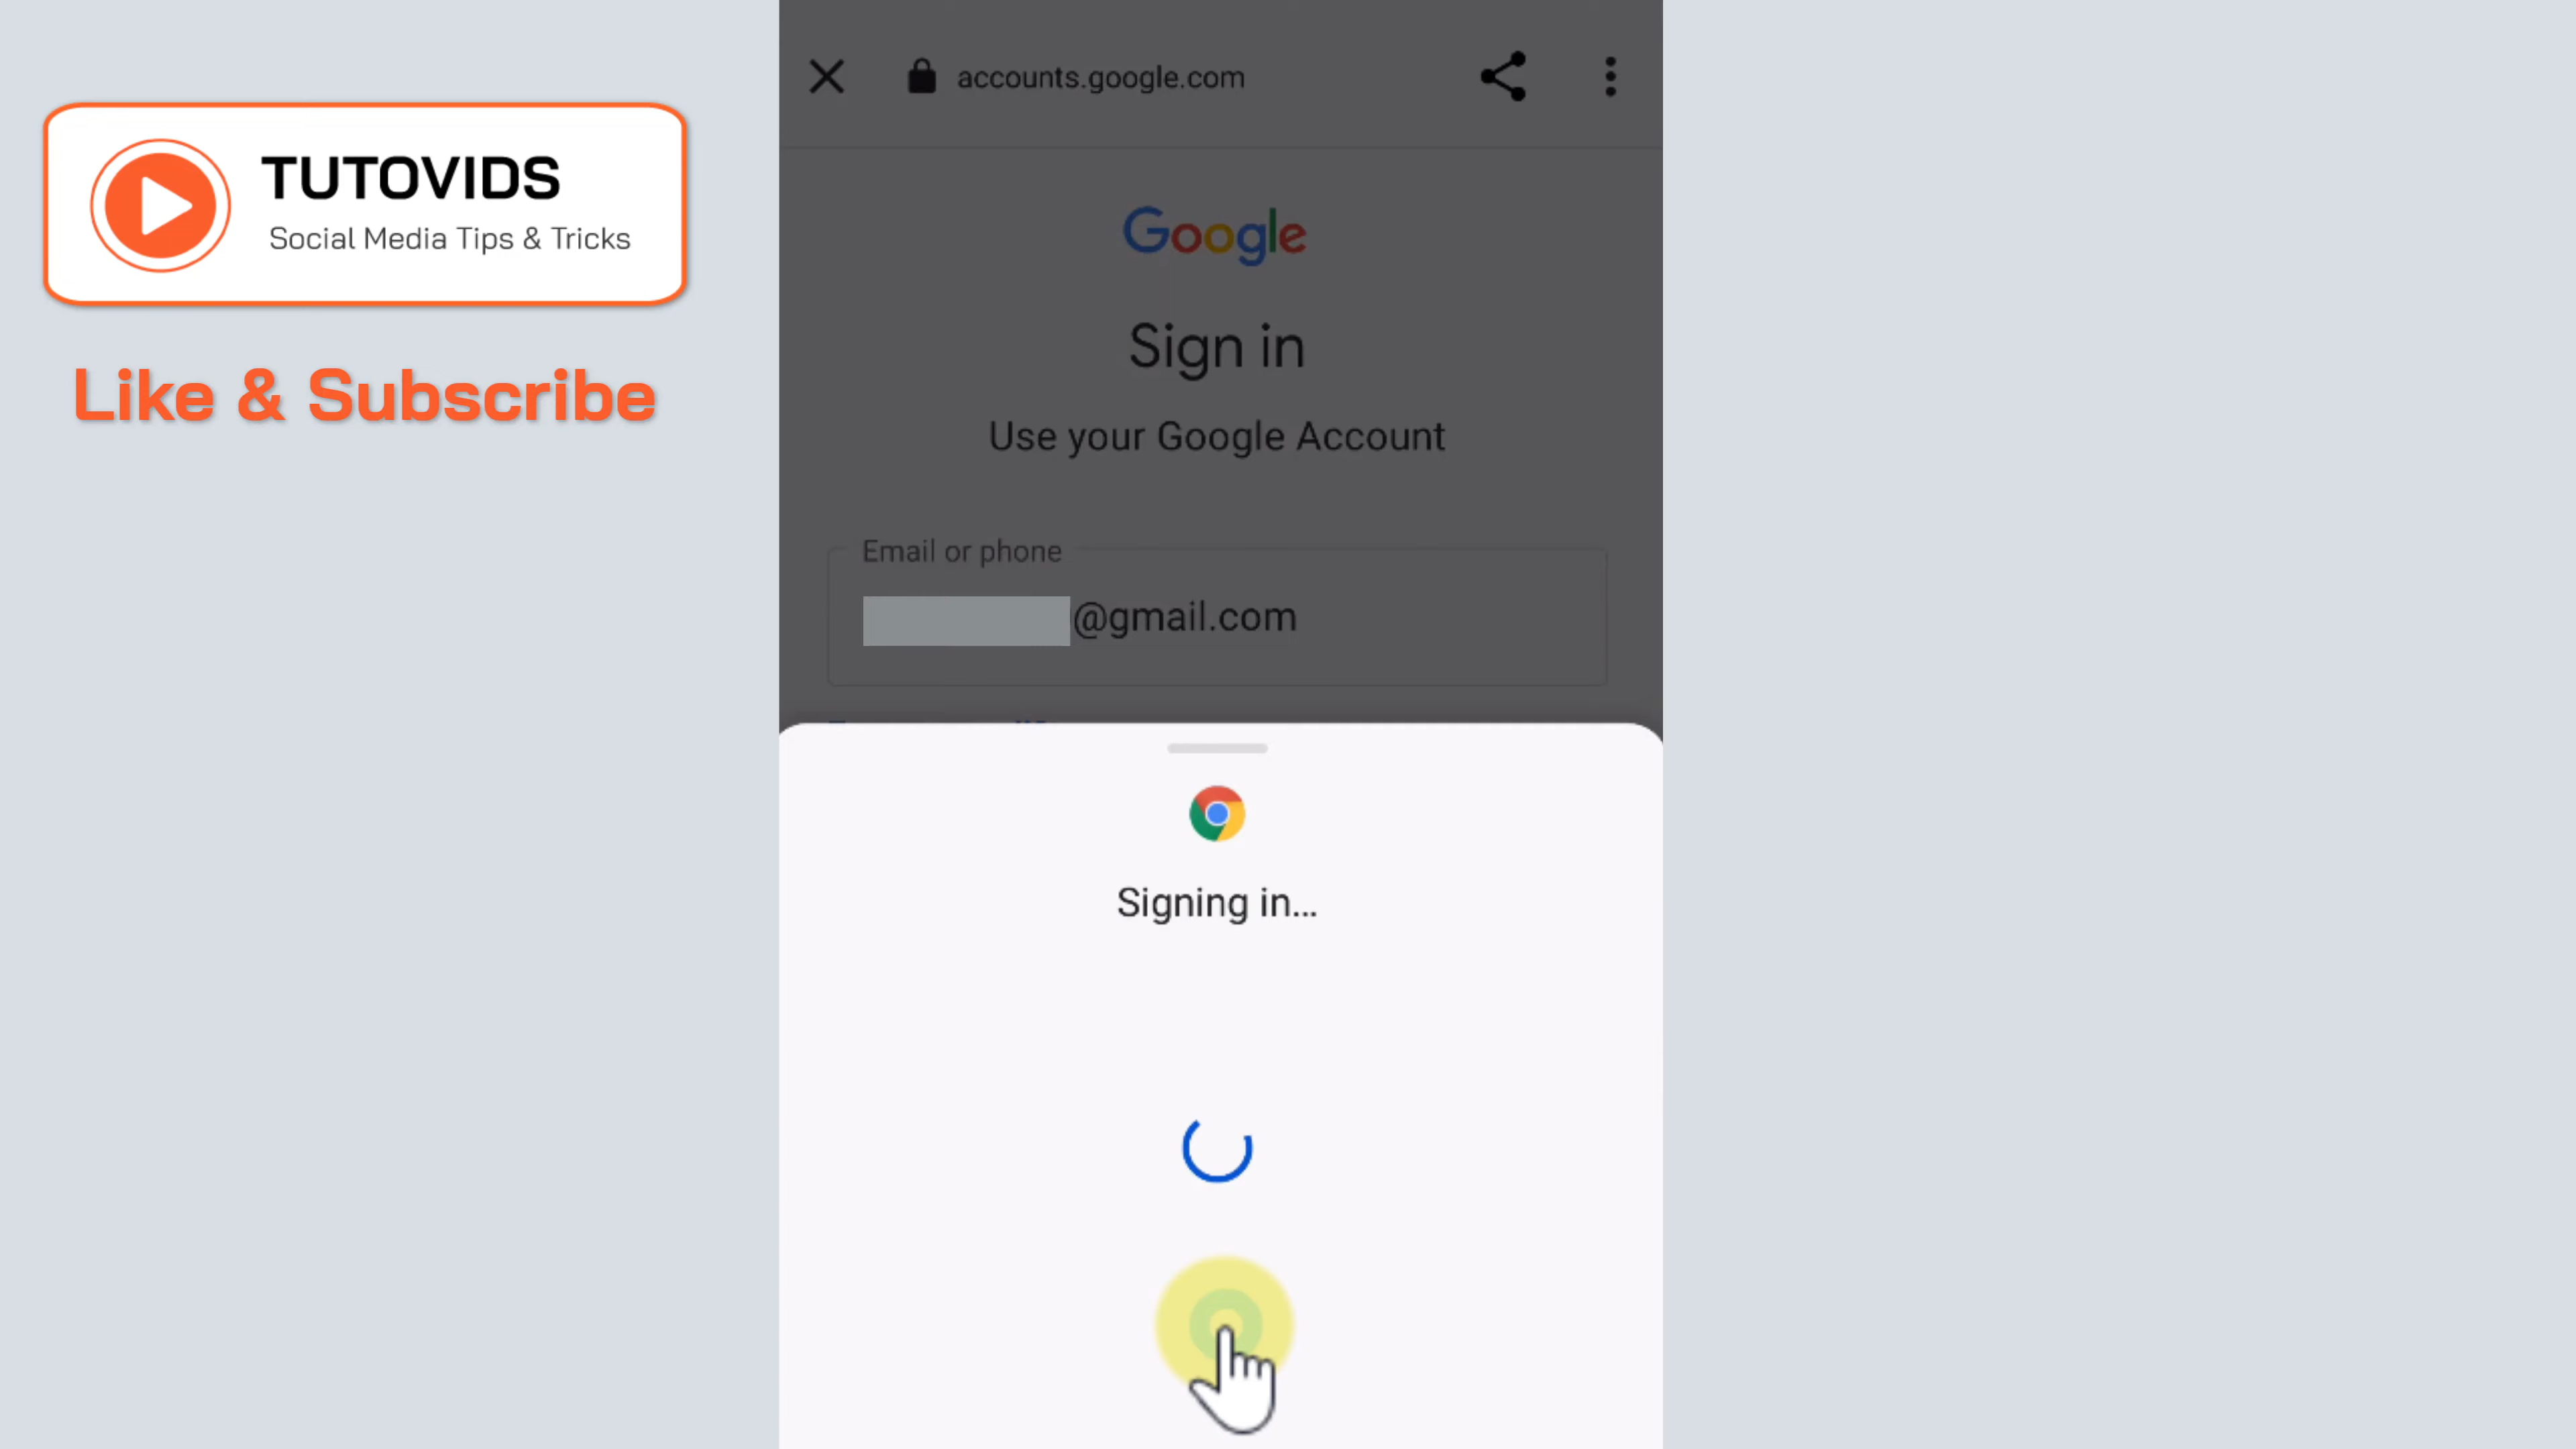 TUTOVIDS
Social Media Tips & Tricks
Like & Subscribe
accounts.google.com
Google
Sign in
Use your Google Account
Email or phone
@gmail.com
Signing in...